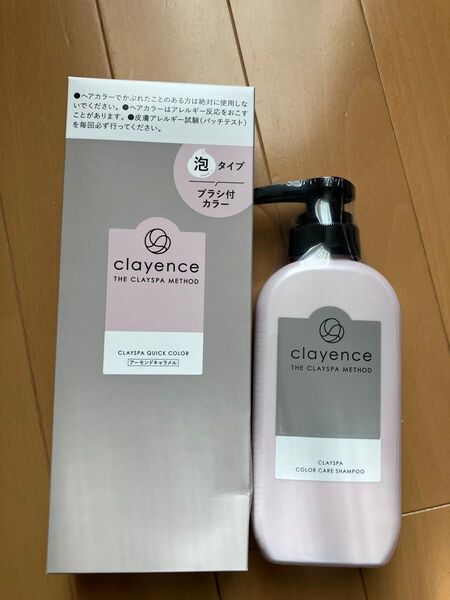 ●ヘアカラーでかぶれたことのある方は絶対に使用しな
いでください。●ヘアカラーはアレルギー反応をおこす
ことがあります。●皮膚アレルギー試験(パッチテスト)
を毎回必ず行ってください。
泡タイプ
ブラシ付
カラー
clayence
THE CLAYSPA METHOD
CLAYSPA QUICK COLOR
アーモンドキャラメル
clayence
THE CLAYSPA METHOD
CLAYSPA
COLOR CARE SHAMPOO